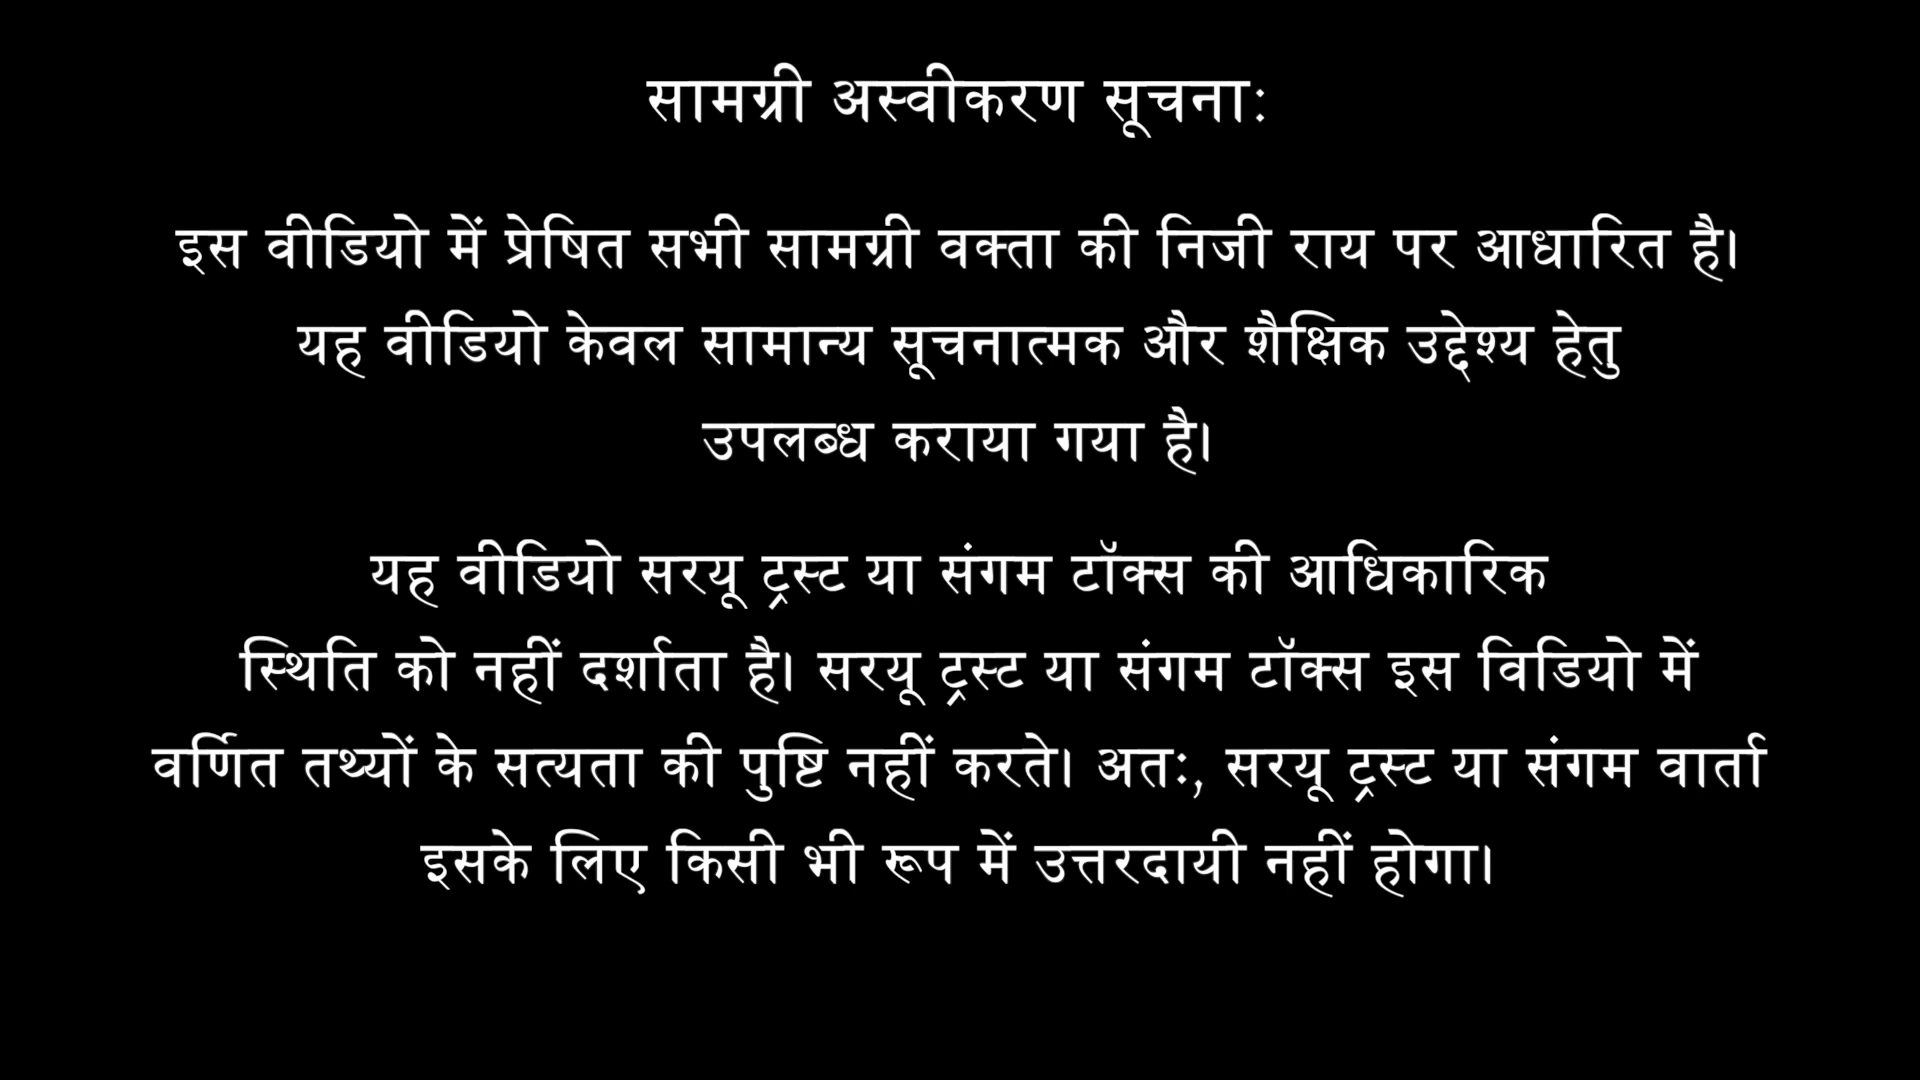 सामग्री अस्वीकरण सूचनाः
इस वीडियो में प्रेषित सभी सामग्री वक्ता की निजी राय पर आधारित है।
यह वीडियो केवल सामान्य सूचनात्मक और शैक्षिक उद्देश्य हेतु
उपलब्ध कराया गया है।
यह वीडियो सरयू ट्रस्ट या संगम टॉक्स की आधिकारिक
स्थिति को नहीं दर्शाता है। सरयू ट्रस्ट या संगम टॉक्स इस विडियो में
वर्णित तथ्यों के सत्यता की पुष्टि नहीं करते। अतः, सरयू ट्रस्ट या संगम वार्ता
इसके लिए किसी भी रूप में उत्तरदायी नहीं होगा।